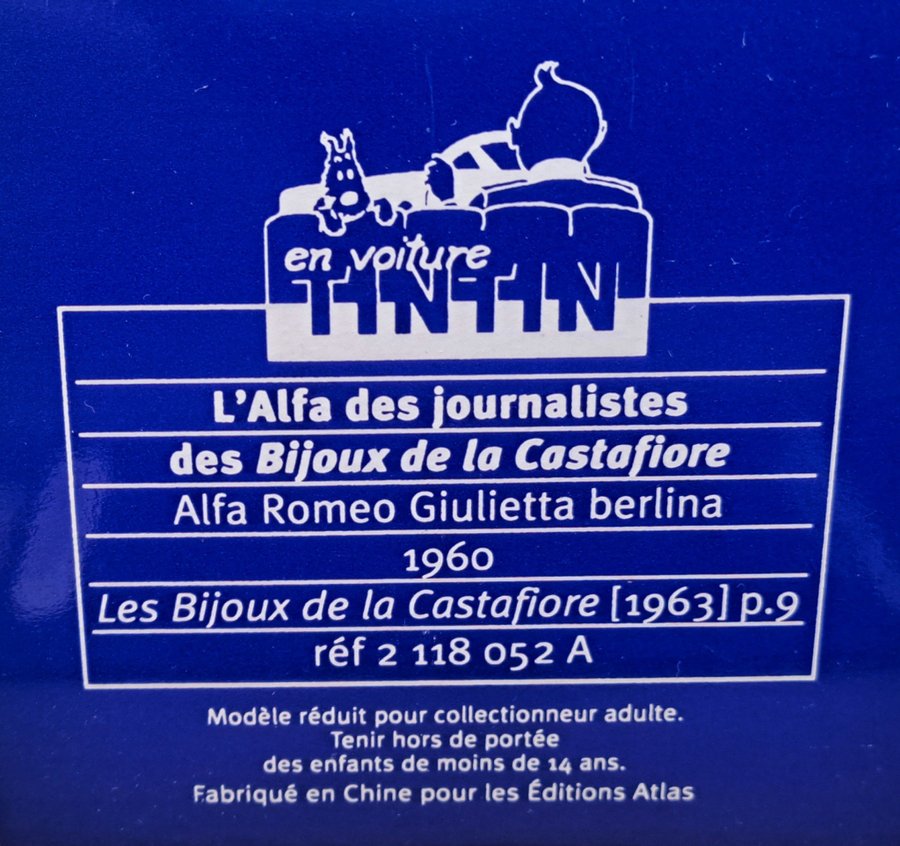 en voiture
TINTIN
L'Alfa des journalistes
des Bijoux de la Castafiore
Alfa Romeo Giulietta berlina
1960
Les Bijoux de la Castafiore [1963] p.9
réf 2 118 052 A
Modèle réduit pour collectionneur adulte.
Tenir hors de portée
des enfants de moins de 14 ans.
Fabriqué en Chine pour les Éditions Atlas